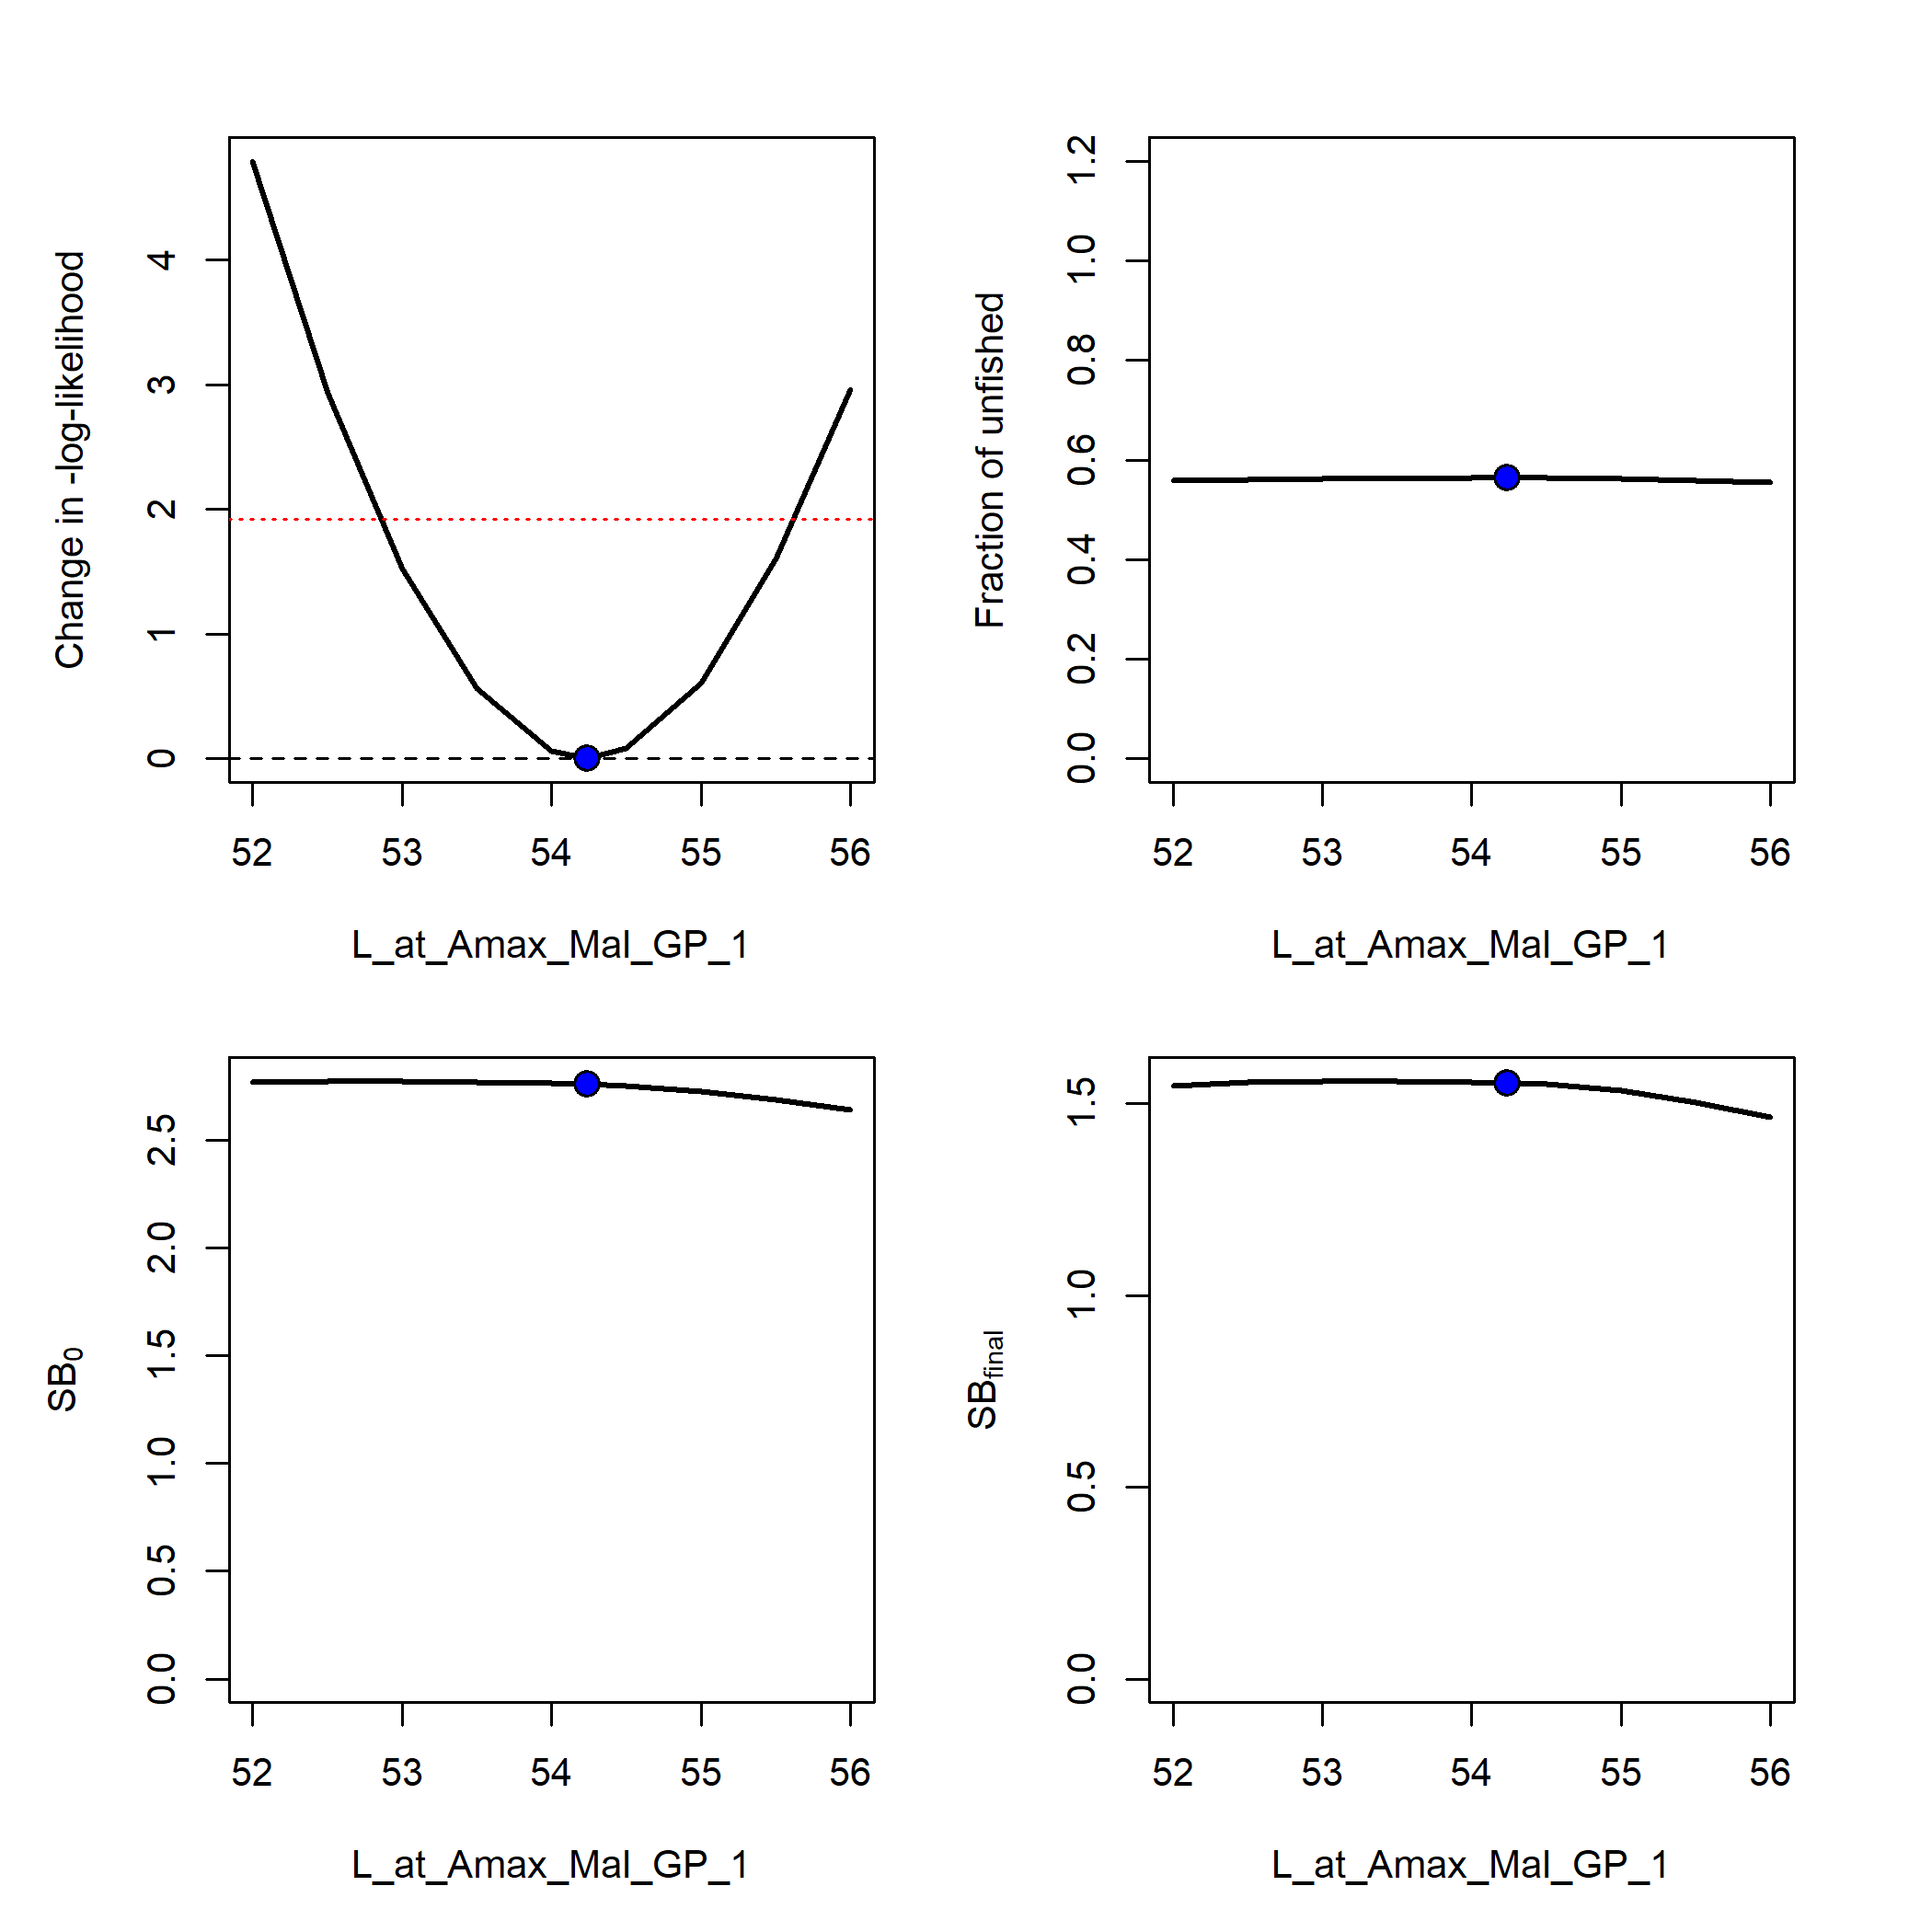 Change in -log-likelihood
0 1 2 3 4
52 53 54 55 56
L_at_Amax_Mal_GP_1
Fraction of unfished
0.0 0.2 0.4 0.6 0.8 1.0 1.2
52 53 54 55 56
L_at_Amax_Mal_GP_1
SB0
0.0 0.5 1.0 1.5 2.0 2.5
52 53 54 55 56
L_at_Amax_Mal_GP_1
SBfinal
0.0 0.5 1.0 1.5
52 53 54 55 56
L_at_Amax_Mal_GP_1